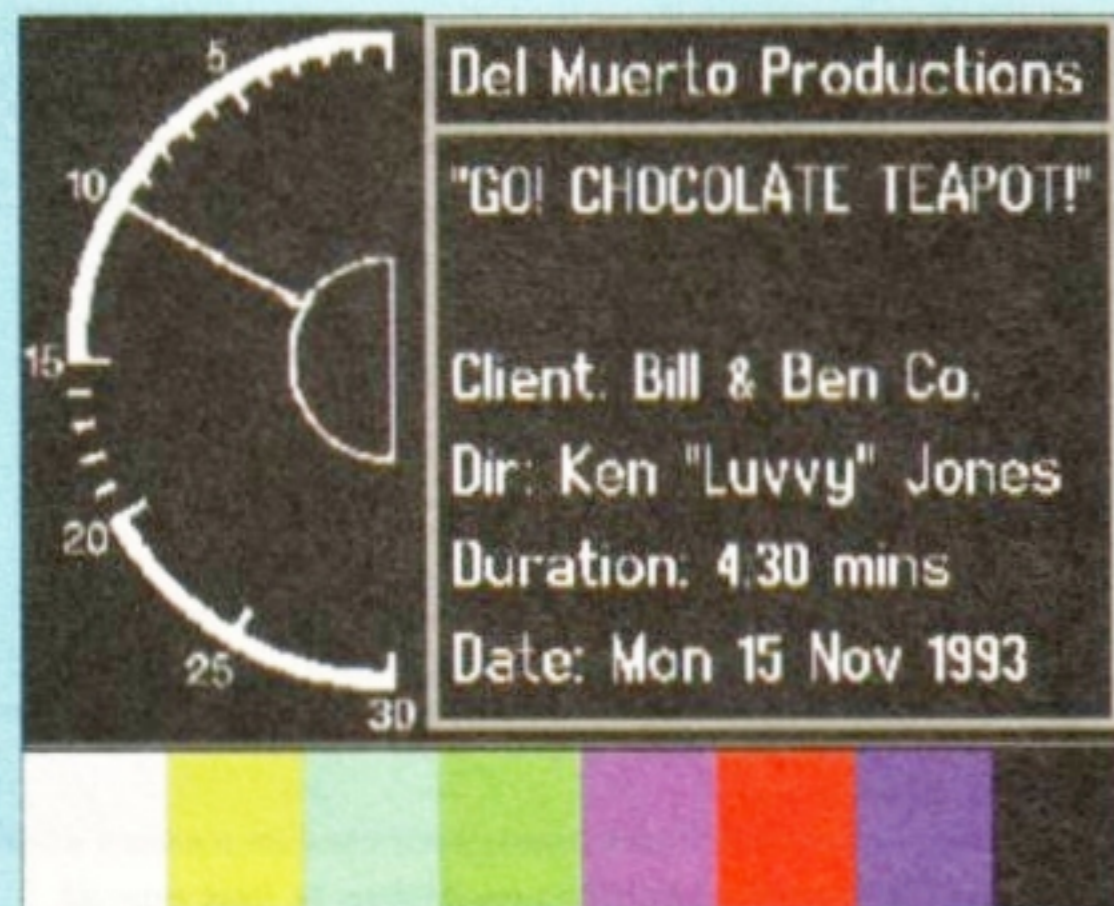 5
10
15
20
25
30
Del Muerto Productions
"GO! CHOCOLATE TEAPOT!"
Client: Bill & Ben Co.
Dir: Ken "Luvvy" Jones
Duration: 4.30 mins
Date: Mon 15 Nov 1993